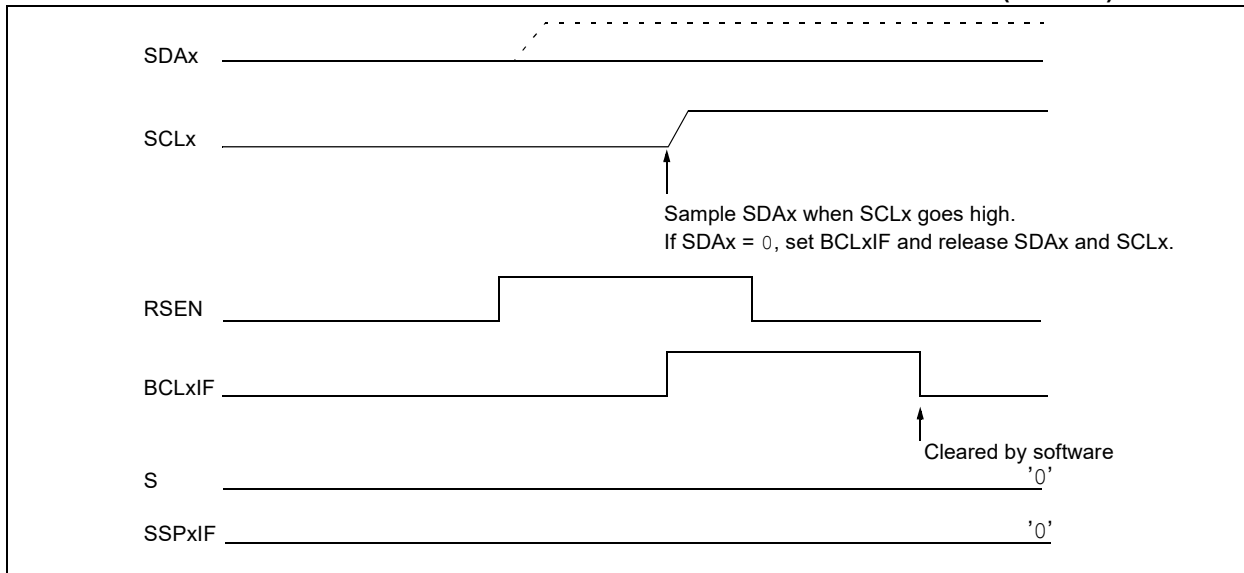 SDAx
SCLx
Sample SDAx when SCLx goes high.
If SDAx = 0, set BCLxIF and release SDAx and SCLx.
RSEN
BCLxIF
Cleared by software
S
'0'
SSPxIF
'0'